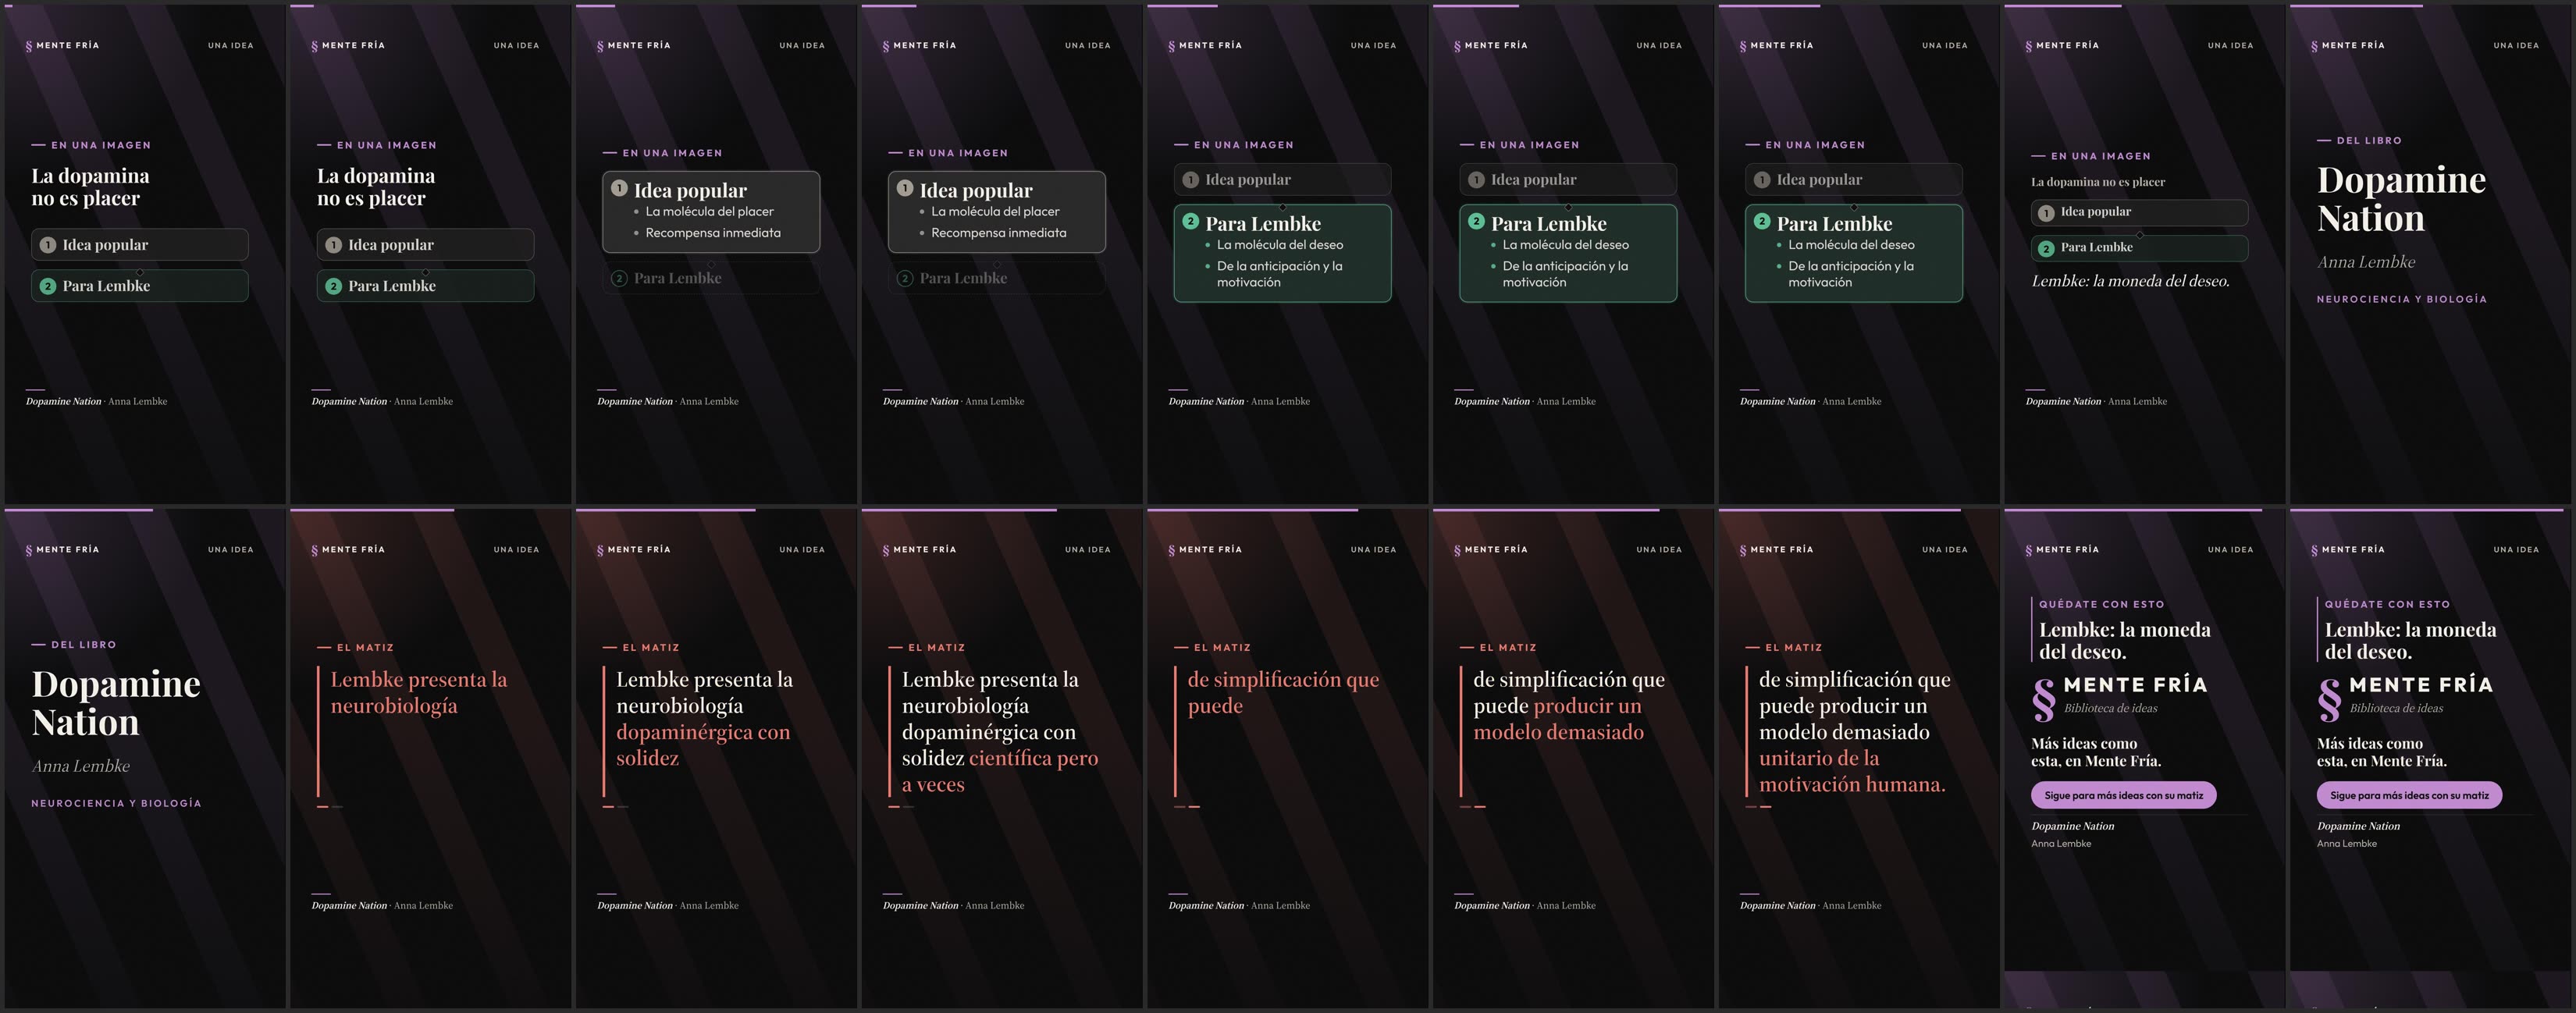 § MENTE FRÍA
UNA IDEA
EN UNA IMAGEN
La dopamina
no es placer
1 Idea popular
2 Para Lembke
Dopamine Nation · Anna Lembke
§ MENTE FRÍA
UNA IDEA
EN UNA IMAGEN
La dopamina
no es placer
1 Idea popular
2 Para Lembke
Dopamine Nation · Anna Lembke
§ MENTE FRÍA
UNA IDEA
EN UNA IMAGEN
1 Idea popular
• La molécula del placer
• Recompensa inmediata
2 Para Lembke
Dopamine Nation · Anna Lembke
§ MENTE FRÍA
UNA IDEA
EN UNA IMAGEN
1 Idea popular
• La molécula del placer
• Recompensa inmediata
2 Para Lembke
Dopamine Nation · Anna Lembke
§ MENTE FRÍA
UNA IDEA
EN UNA IMAGEN
1 Idea popular
2 Para Lembke
• La molécula del deseo
• De la anticipación y la
motivación
Dopamine Nation · Anna Lembke
§ MENTE FRÍA
UNA IDEA
EN UNA IMAGEN
1 Idea popular
2 Para Lembke
• La molécula del deseo
• De la anticipación y la
motivación
Dopamine Nation · Anna Lembke
§ MENTE FRÍA
UNA IDEA
EN UNA IMAGEN
1 Idea popular
2 Para Lembke
• La molécula del deseo
• De la anticipación y la
motivación
Dopamine Nation · Anna Lembke
§ MENTE FRÍA
UNA IDEA
EN UNA IMAGEN
La dopamina no es placer
1 Idea popular
2 Para Lembke
Lembke: la moneda del deseo.
Dopamine Nation · Anna Lembke
§ MENTE FRÍA
UNA IDEA
DEL LIBRO
Dopamine
Nation
Anna Lembke
NEUROCIENCIA Y BIOLOGÍA
§ MENTE FRÍA
UNA IDEA
DEL LIBRO
Dopamine
Nation
Anna Lembke
NEUROCIENCIA Y BIOLOGÍA
§ MENTE FRÍA
UNA IDEA
EL MATIZ
Lembke presenta la
neurobiología
Dopamine Nation · Anna Lembke
§ MENTE FRÍA
UNA IDEA
EL MATIZ
Lembke presenta la
neurobiología
dopaminérgica con
solidez
Dopamine Nation · Anna Lembke
§ MENTE FRÍA
UNA IDEA
EL MATIZ
Lembke presenta la
neurobiología
dopaminérgica con
solidez científica pero
a veces
Dopamine Nation · Anna Lembke
§ MENTE FRÍA
UNA IDEA
EL MATIZ
de simplificación que
puede
Dopamine Nation · Anna Lembke
§ MENTE FRÍA
UNA IDEA
EL MATIZ
de simplificación que
puede producir un
modelo demasiado
Dopamine Nation · Anna Lembke
§ MENTE FRÍA
UNA IDEA
EL MATIZ
de simplificación que
puede producir un
modelo demasiado
unitario de la
motivación humana.
Dopamine Nation · Anna Lembke
§ MENTE FRÍA
UNA IDEA
QUÉDATE CON ESTO
Lembke: la moneda
del deseo.
§ MENTE FRÍA
Biblioteca de ideas
Más ideas como
esta, en Mente Fría.
Sigue para más ideas con su matiz
Dopamine Nation
Anna Lembke
§ MENTE FRÍA
UNA IDEA
QUÉDATE CON ESTO
Lembke: la moneda
del deseo.
§ MENTE FRÍA
Biblioteca de ideas
Más ideas como
esta, en Mente Fría.
Sigue para más ideas con su matiz
Dopamine Nation
Anna Lembke